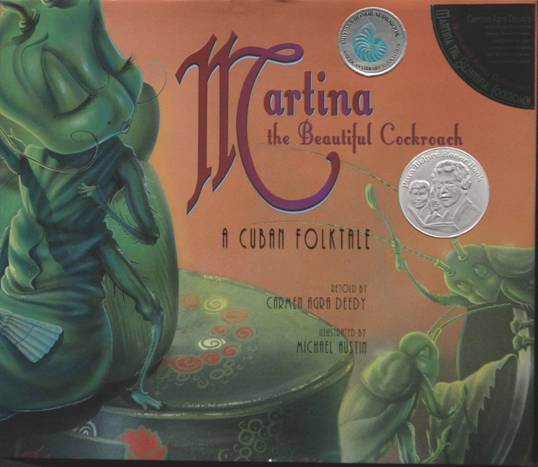 Martina
the Beautiful Cockroach
A CUBAN FOLKTALE
RETOLD BY
CARMEN AGRA DEEDY
ILLUSTRATED BY
MICHAEL AUSTIN